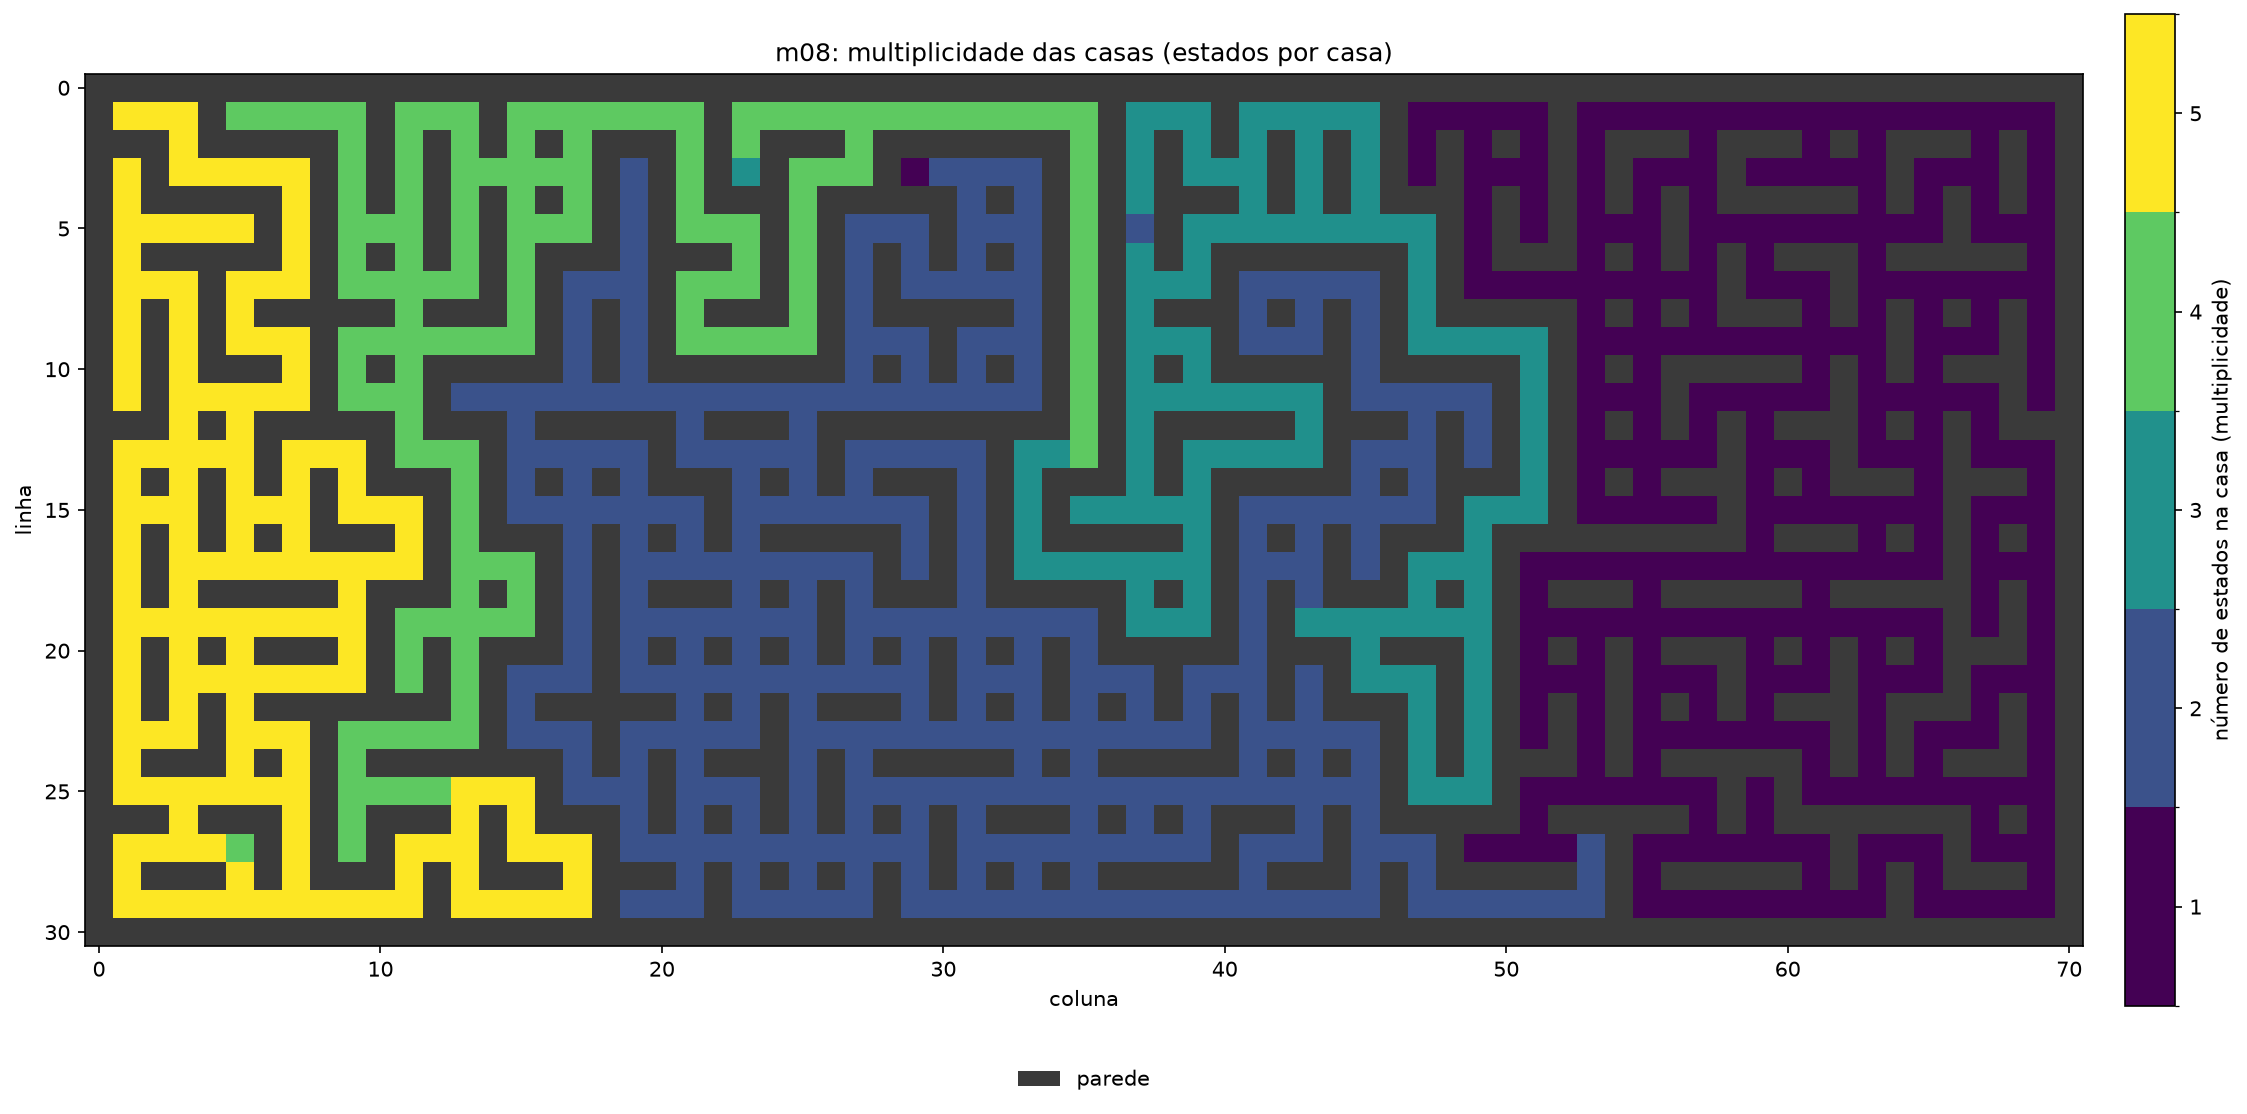 m08: multiplicidade das casas (estados por casa)
0
5
10
15
20
25
30
linha
0 10 20 30 40 50 60 70
coluna
5
4
3
2
1
número de estados na casa (multiplicidade)
parede